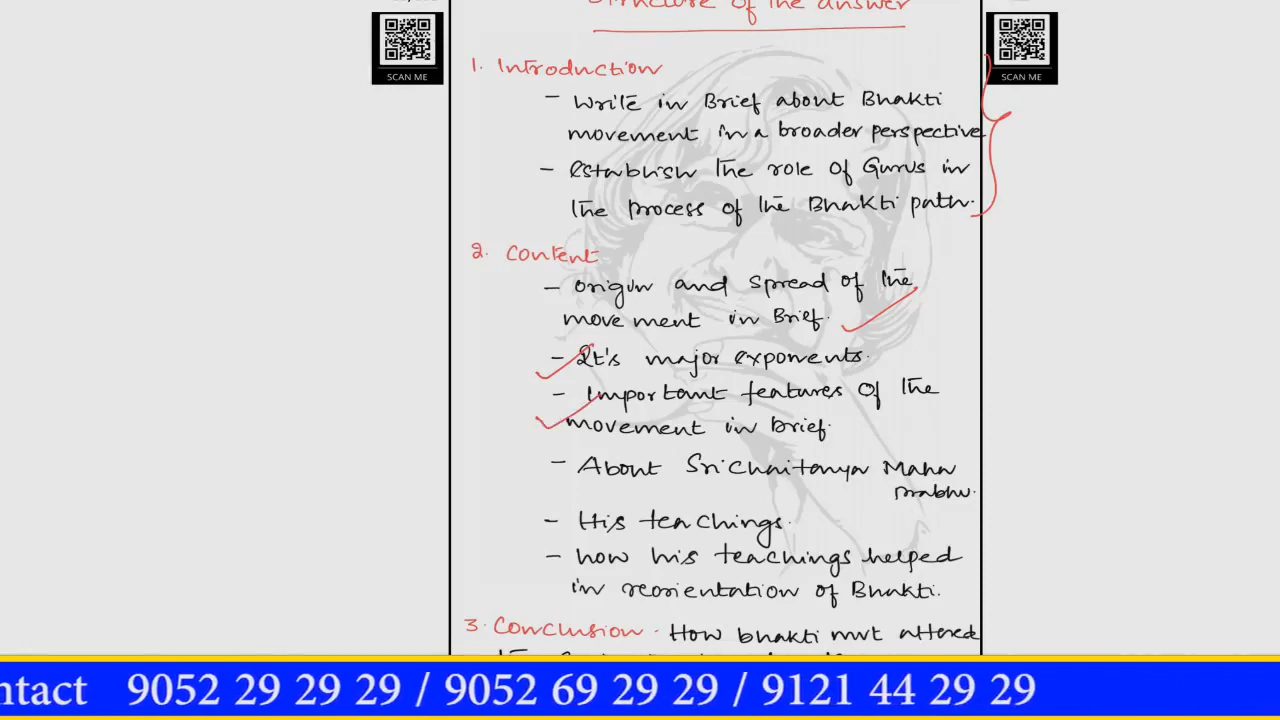 Structure of the answer
SCAN ME
SCAN ME
1. Introduction
- Write in Brief about Bhakti
movement in a broader perspective
- establish the role of Gurus in
the process of the Bhakti path.
2. Content
- origin and spread of the
movement in Brief.
- It's major exponents.
- Important features of the
movement in brief.
- About Sri Chaitanya Maha
Prabhu.
- His teachings.
- how his teachings helped
in reorientation of Bhakti.
3. Conclusion - How bhakti mvt altered
ntact 9052 29 29 29 / 9052 69 29 29 / 9121 44 29 29